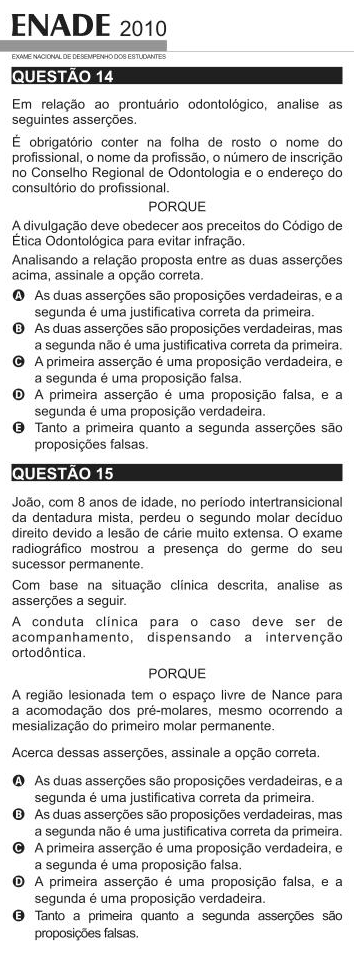 ENADE 2010
EXAME NACIONAL DE DESEMPENHO DOS ESTUDANTES
QUESTÃO 14
Em relação ao prontuário odontológico, analise as
seguintes asserções.
É obrigatório conter na folha de rosto o nome do
profissional, o nome da profissão, o número de inscrição
no Conselho Regional de Odontologia e o endereço do
consultório do profissional.
PORQUE
A divulgação deve obedecer aos preceitos do Código de
Ética Odontológica para evitar infração.
Analisando a relação proposta entre as duas asserções
acima, assinale a opção correta.
A As duas asserções são proposições verdadeiras, e a
segunda é uma justificativa correta da primeira.
B As duas asserções são proposições verdadeiras, mas
a segunda não é uma justificativa correta da primeira.
C A primeira asserção é uma proposição verdadeira, e
a segunda é uma proposição falsa.
D A primeira asserção é uma proposição falsa, e a
segunda é uma proposição verdadeira.
E Tanto a primeira quanto a segunda asserções são
proposições falsas.
QUESTÃO 15
João, com 8 anos de idade, no período intertransicional
da dentadura mista, perdeu o segundo molar decíduo
direito devido a lesão de cárie muito extensa. O exame
radiográfico mostrou a presença do germe do seu
sucessor permanente.
Com base na situação clínica descrita, analise as
asserções a seguir.
A conduta clínica para o caso deve ser de
acompanhamento, dispensando a intervenção
ortodôntica.
PORQUE
A região lesionada tem o espaço livre de Nance para
a acomodação dos pré-molares, mesmo ocorrendo a
mesialização do primeiro molar permanente.
Acerca dessas asserções, assinale a opção correta.
A As duas asserções são proposições verdadeiras, e a
segunda é uma justificativa correta da primeira.
B As duas asserções são proposições verdadeiras, mas
a segunda não é uma justificativa correta da primeira.
C A primeira asserção é uma proposição verdadeira, e
a segunda é uma proposição falsa.
D A primeira asserção é uma proposição falsa, e a
segunda é uma proposição verdadeira.
E Tanto a primeira quanto a segunda asserções são
proposições falsas.